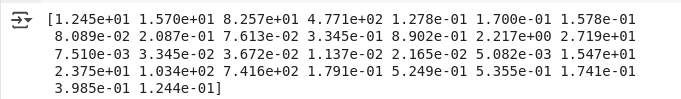 [1.245e+01 1.570e+01 8.257e+01 4.771e+02 1.278e-01 1.700e-01 1.578e-01
8.089e-02 2.087e-01 7.613e-02 3.345e-01 8.902e-01 2.217e+00 2.719e+01
7.510e-03 3.345e-02 3.672e-02 1.137e-02 2.165e-02 5.082e-03 1.547e+01
2.375e+01 1.034e+02 7.416e+02 1.791e-01 5.249e-01 5.355e-01 1.741e-01
3.985e-01 1.244e-01]